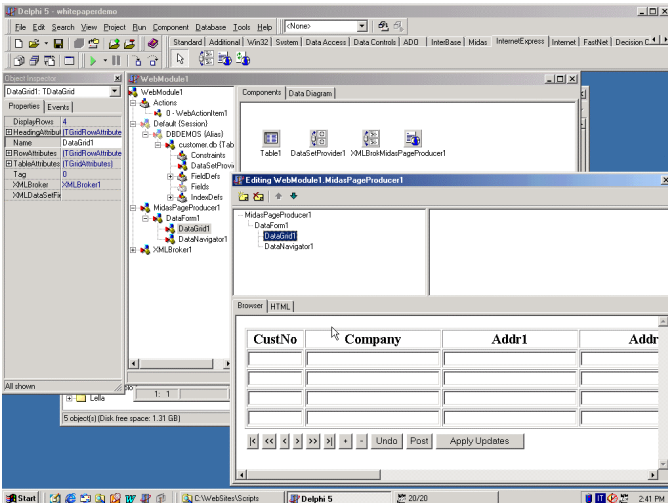 Delphi 5 - whitepaperdemo
File Edit Search View Project Run Component Database Tools Help <None>
Standard Additional Win32 System Data Access Data Controls ADO InterBase Midas InternetExpress Internet FastNet Decision C
Object Inspector
DataGrid1: TDataGrid
Properties Events
DisplayRows 4
HeadingAttribut (TGridRowAttribute
Name DataGrid1
RowAttributes (TGridRowAttribute
TableAttributes (TGridAttributes)
Tag 0
XMLBroker XMLBroker1
XMLDataSetFie
All shown
WebModule1
WebModule1
Actions
0 - WebActionItem1
Default (Session)
DBDEMOS (Alias)
customer.db (Tab
Constraints
DataSetProvi
FieldDefs
Fields
IndexDefs
MidasPageProducer1
DataForm1
DataGrid1
DataNavigator1
XMLBroker1
Components Data Diagram
Table1 DataSetProvider1 XMLBrokMidasPageProducer1
Editing WebModule1.MidasPageProducer1
MidasPageProducer1
DataForm1
DataGrid1
DataNavigator1
Browser HTML
CustNo Company Addr1 Addr
|< << < > >> >| + - Undo Post Apply Updates
1: 1
Lella
5 object(s) (Disk free space: 1.31 GB)
Start C:\WebSites\Scripts Delphi 5 20/20 2:41 PM